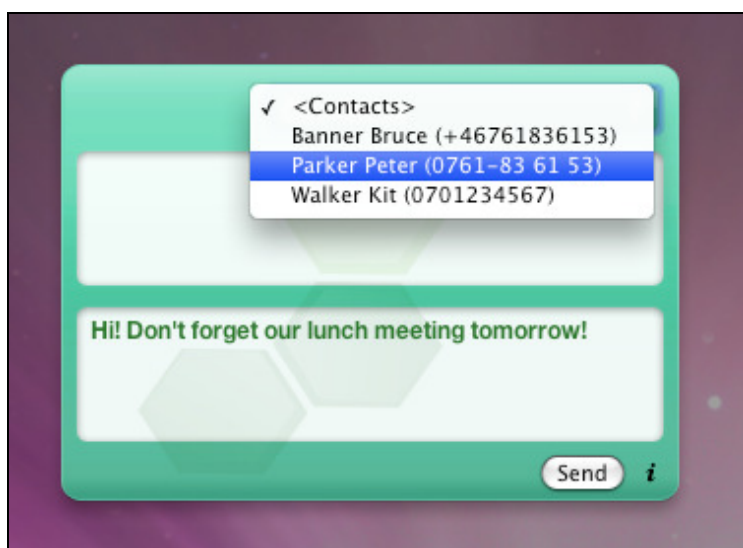 ✓ <Contacts>
Banner Bruce (+46761836153)
Parker Peter (0761-83 61 53)
Walker Kit (0701234567)
Hi! Don't forget our lunch meeting tomorrow!
Send i